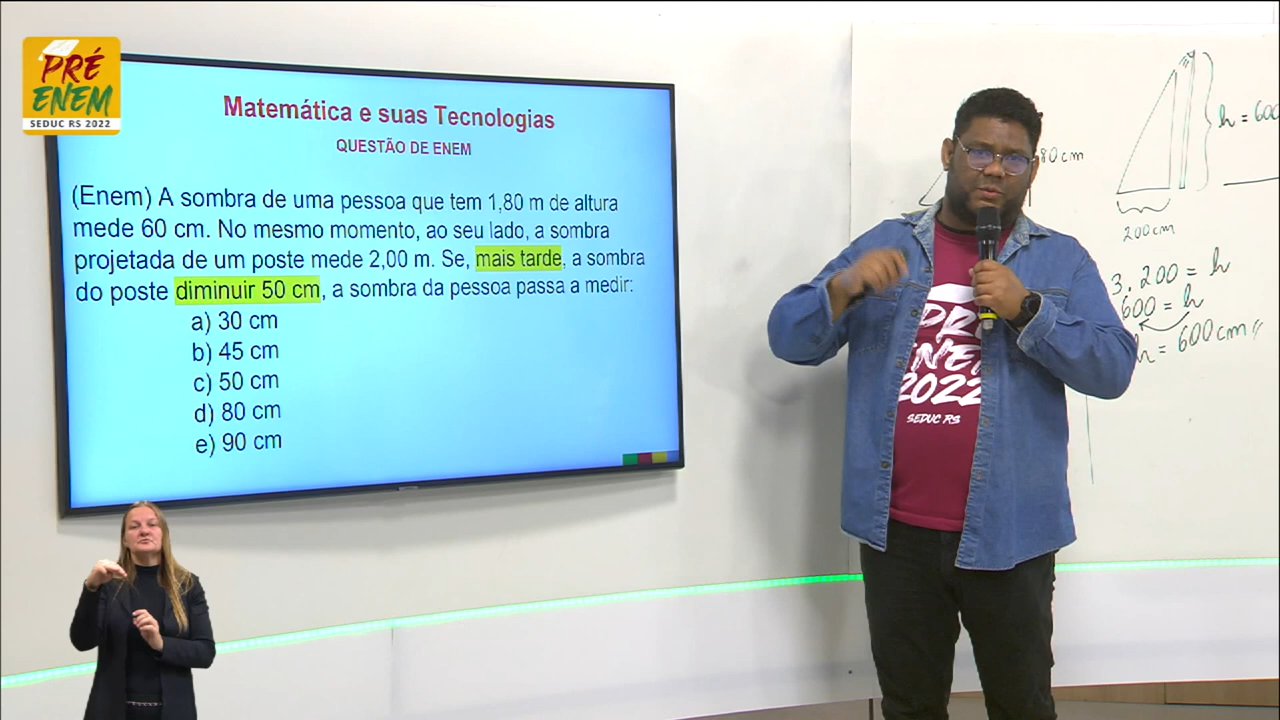 PRÉ
ENEM
SEDUC RS 2022
Matemática e suas Tecnologias
QUESTÃO DE ENEM
(Enem) A sombra de uma pessoa que tem 1,80 m de altura
mede 60 cm. No mesmo momento, ao seu lado, a sombra
projetada de um poste mede 2,00 m. Se, mais tarde, a sombra
do poste diminuir 50 cm, a sombra da pessoa passa a medir:
a) 30 cm
b) 45 cm
c) 50 cm
d) 80 cm
e) 90 cm
80 cm
h = 600
200 cm
3. 200 = h
600 = h
h = 600 cm //
PRÉ
ENEM
2022
SEDUC RS